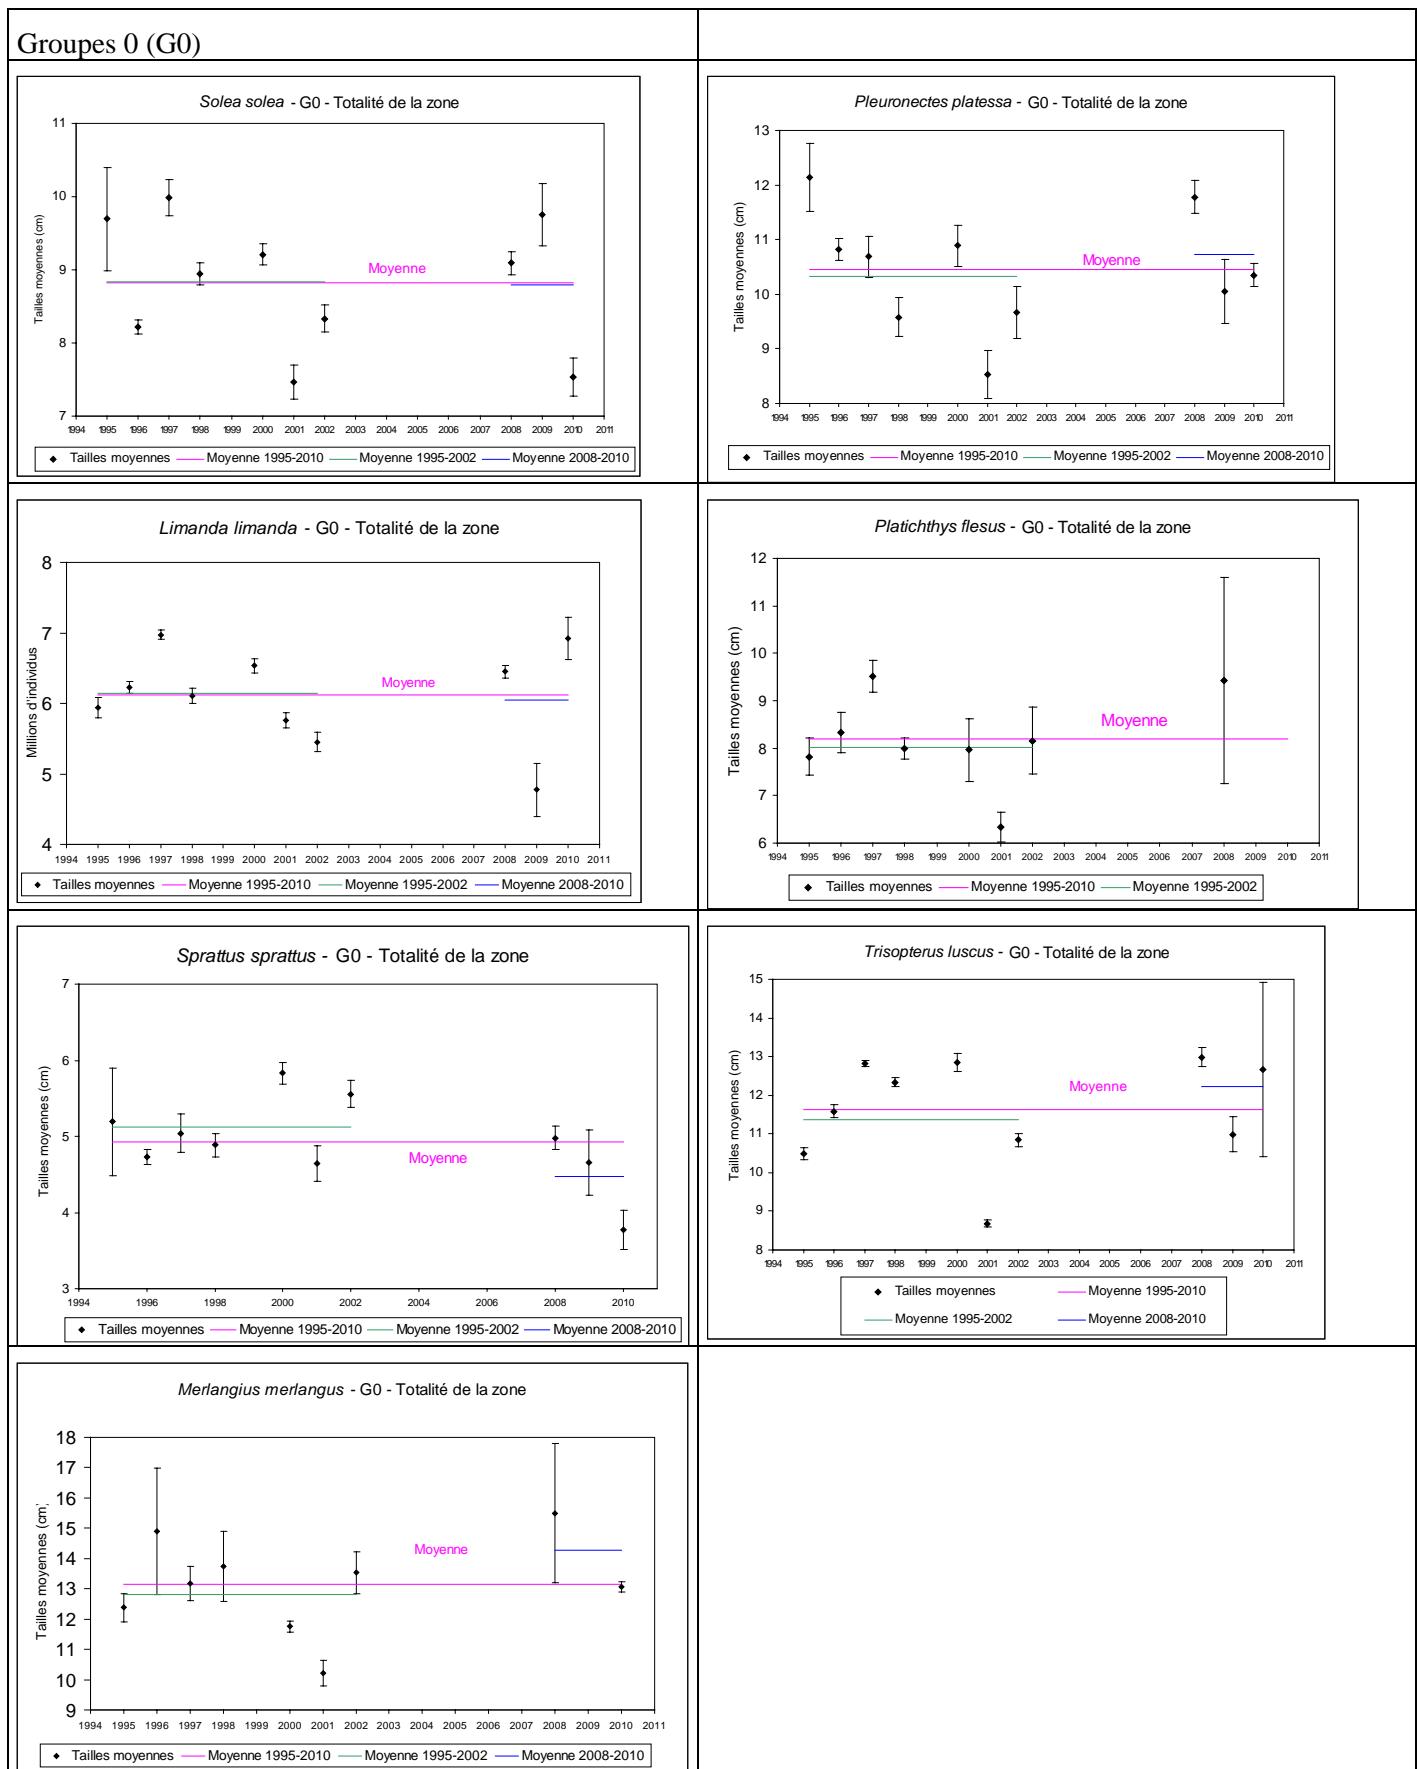 Groupes 0 (G0)
Solea solea - G0 - Totalité de la zone
Tailles moyennes (cm)
11
10
9
8
7
Moyenne
1994 1995 1996 1997 1998 1999 2000 2001 2002 2003 2004 2005 2006 2007 2008 2009 2010 2011
Tailles moyennes Moyenne 1995-2010 Moyenne 1995-2002 Moyenne 2008-2010
Pleuronectes platessa - G0 - Totalité de la zone
Tailles moyennes (cm)
13
12
11
10
9
8
Moyenne
1994 1995 1996 1997 1998 1999 2000 2001 2002 2003 2004 2005 2006 2007 2008 2009 2010 2011
Tailles moyennes Moyenne 1995-2010 Moyenne 1995-2002 Moyenne 2008-2010
Limanda limanda - G0 - Totalité de la zone
Millions d'individus
8
7
6
5
4
Moyenne
1994 1995 1996 1997 1998 1999 2000 2001 2002 2003 2004 2005 2006 2007 2008 2009 2010 2011
Tailles moyennes Moyenne 1995-2010 Moyenne 1995-2002 Moyenne 2008-2010
Platichthys flesus - G0 - Totalité de la zone
Tailles moyennes (cm)
12
11
10
9
8
7
6
Moyenne
1994 1995 1996 1997 1998 1999 2000 2001 2002 2003 2004 2005 2006 2007 2008 2009 2010 2011
Tailles moyennes Moyenne 1995-2010 Moyenne 1995-2002
Sprattus sprattus - G0 - Totalité de la zone
Tailles moyennes (cm)
7
6
5
4
3
Moyenne
1994 1996 1998 2000 2002 2004 2006 2008 2010
Tailles moyennes Moyenne 1995-2010 Moyenne 1995-2002 Moyenne 2008-2010
Trisopterus luscus - G0 - Totalité de la zone
Tailles moyennes (cm)
15
14
13
12
11
10
9
8
Moyenne
1994 1995 1996 1997 1998 1999 2000 2001 2002 2003 2004 2005 2006 2007 2008 2009 2010 2011
Tailles moyennes Moyenne 1995-2010
Moyenne 1995-2002 Moyenne 2008-2010
Merlangius merlangus - G0 - Totalité de la zone
Tailles moyennes (cm)
18
17
16
15
14
13
12
11
10
9
Moyenne
1994 1995 1996 1997 1998 1999 2000 2001 2002 2003 2004 2005 2006 2007 2008 2009 2010 2011
Tailles moyennes Moyenne 1995-2010 Moyenne 1995-2002 Moyenne 2008-2010